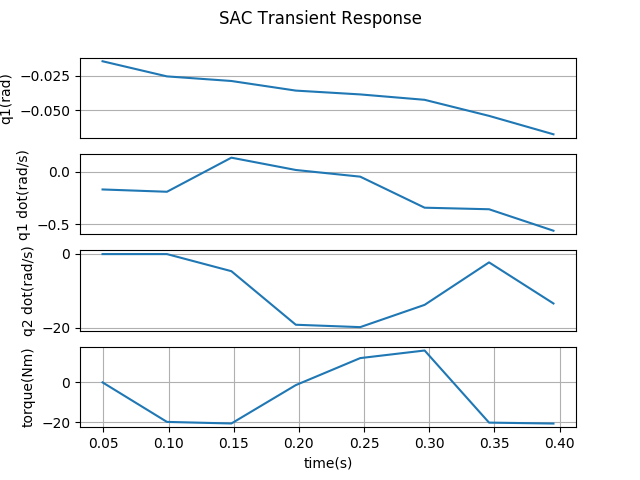 SAC Transient Response
−0.025
−0.050
q1(rad)
0.0
−0.5
q1 dot(rad/s)
0
−20
q2 dot(rad/s)
0
−20
torque(Nm)
0.05 0.10 0.15 0.20 0.25 0.30 0.35 0.40
time(s)